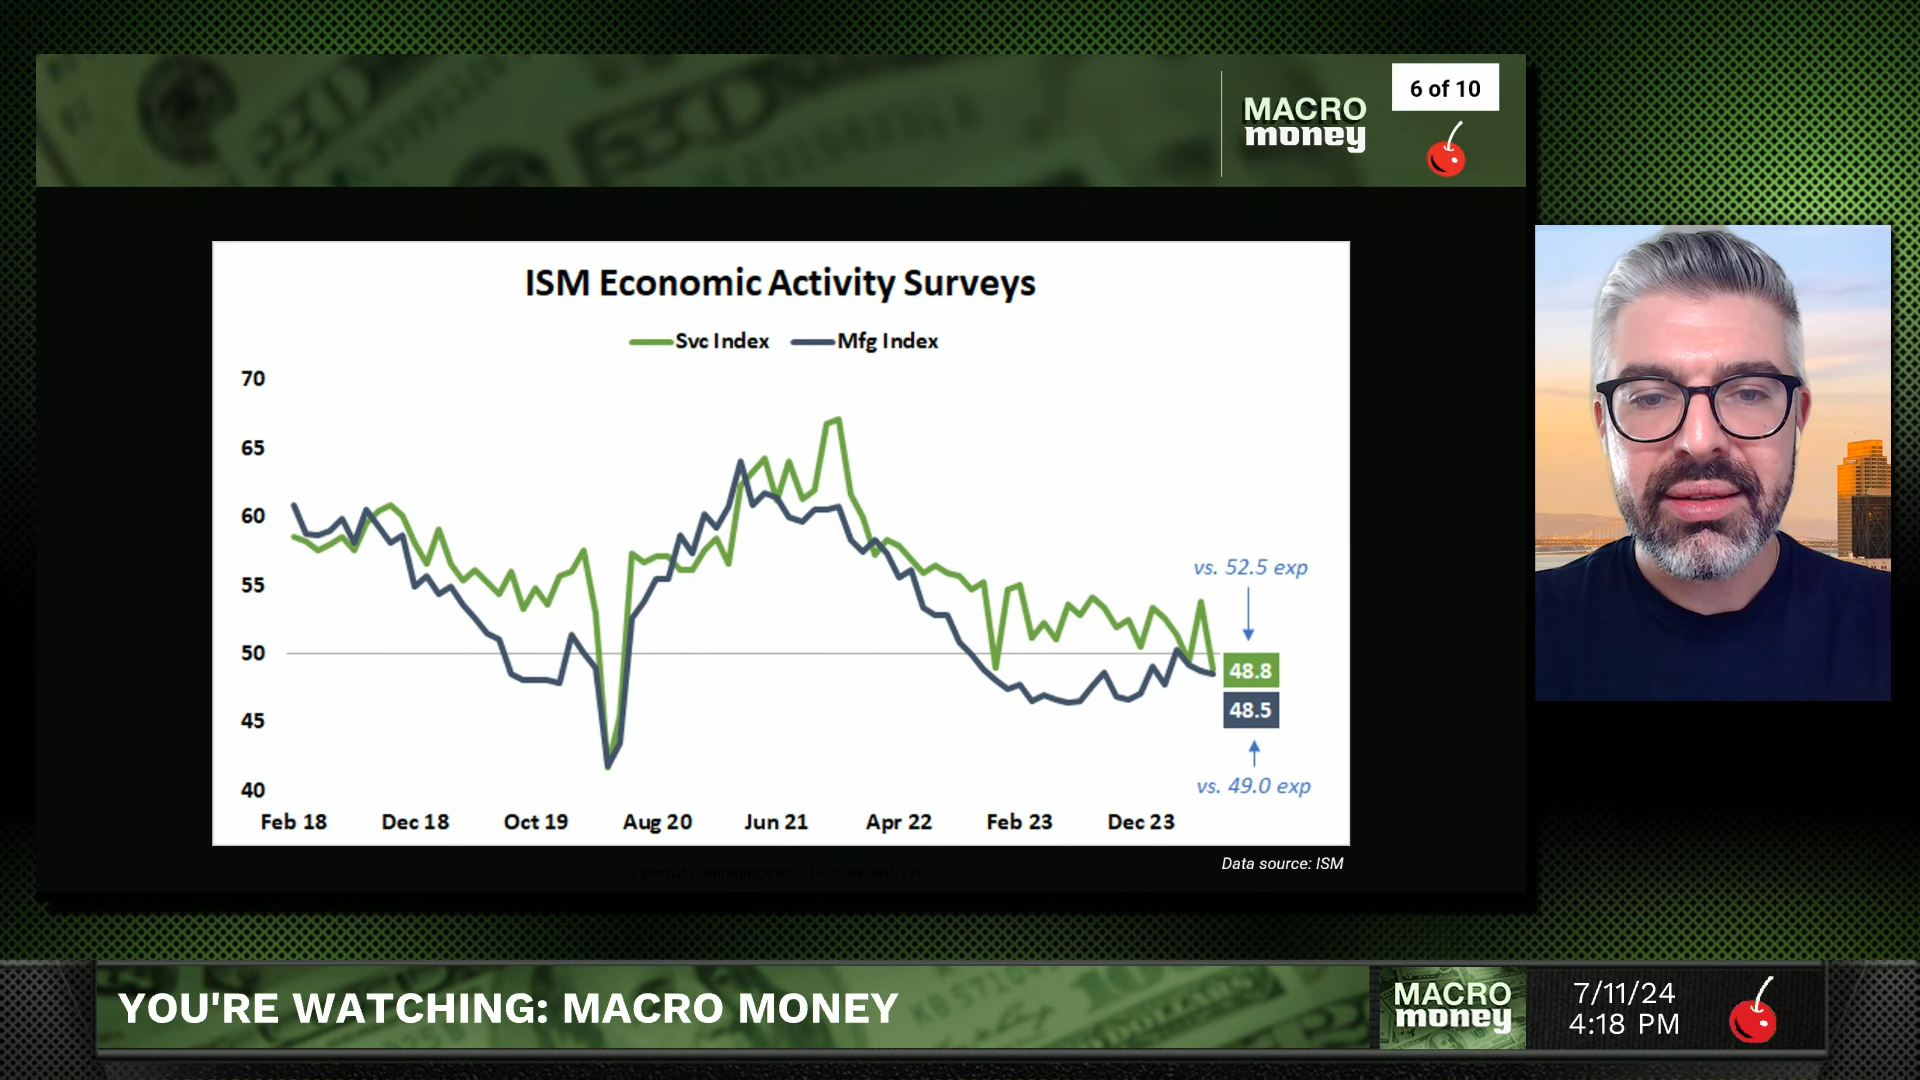 MACRO
money
6 of 10
ISM Economic Activity Surveys
Svc Index
Mfg Index
70
65
60
55
50
45
40
vs. 52.5 exp
48.8
48.5
vs. 49.0 exp
Feb 18
Dec 18
Oct 19
Aug 20
Jun 21
Apr 22
Feb 23
Dec 23
Data source: ISM
YOU'RE WATCHING: MACRO MONEY
MACRO
money
7/11/24
4:18 PM